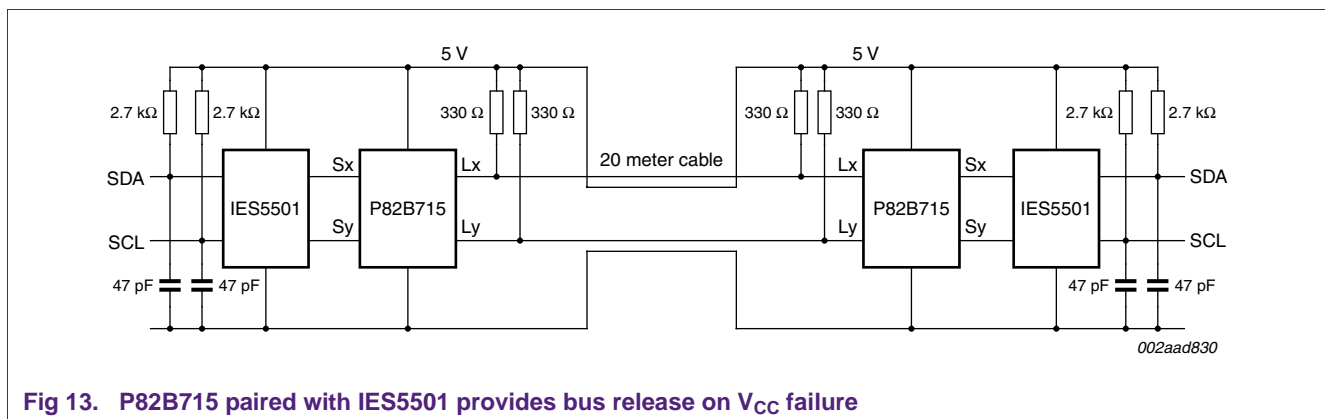 5 V
5 V
2.7 kΩ
2.7 kΩ
330 Ω
330 Ω
330 Ω
330 Ω
2.7 kΩ
2.7 kΩ
20 meter cable
SDA
Sx
Lx
Lx
Sx
SDA
IES5501
P82B715
P82B715
IES5501
SCL
Sy
Ly
Ly
Sy
SCL
47 pF
47 pF
47 pF
47 pF
002aad830
Fig 13. P82B715 paired with IES5501 provides bus release on VCC failure